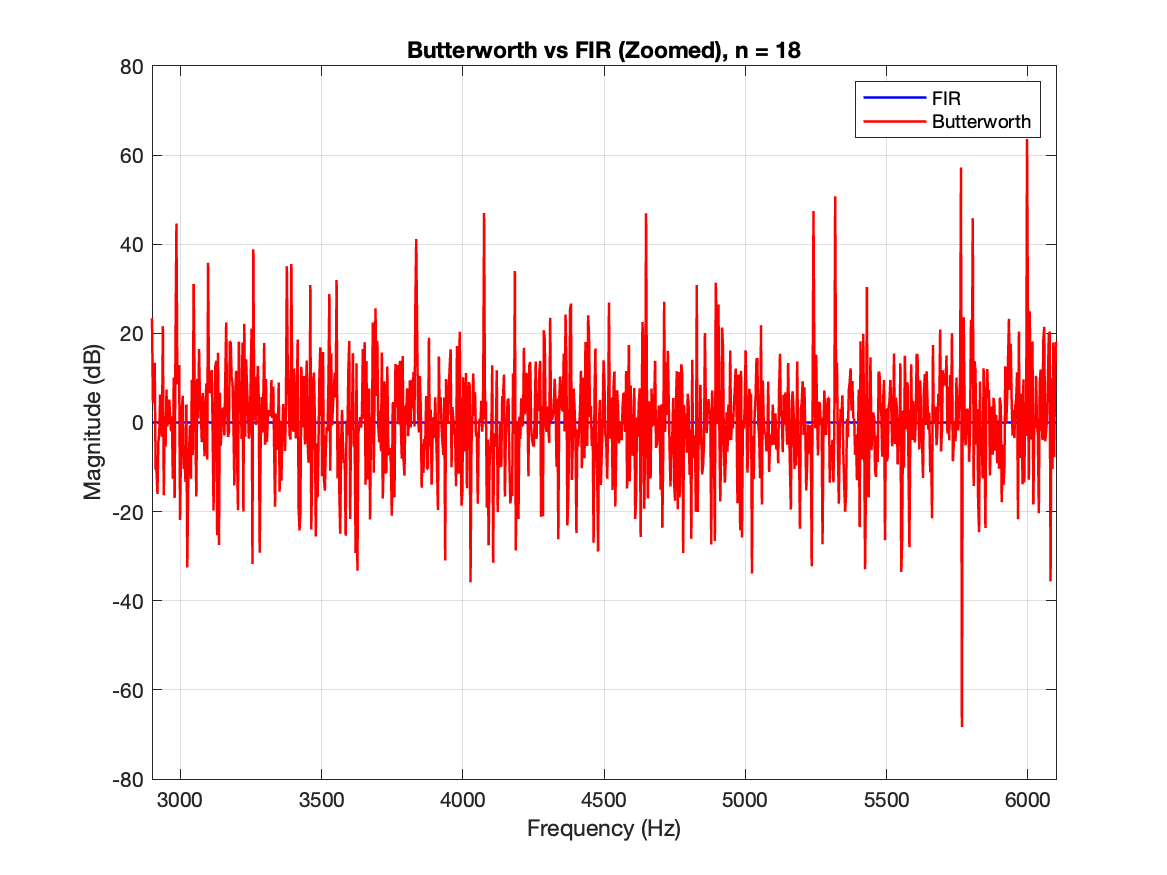 Butterworth vs FIR (Zoomed), n = 18
80
60
40
20
0
-20
-40
-60
-80
Magnitude (dB)
FIR
Butterworth
3000 3500 4000 4500 5000 5500 6000
Frequency (Hz)